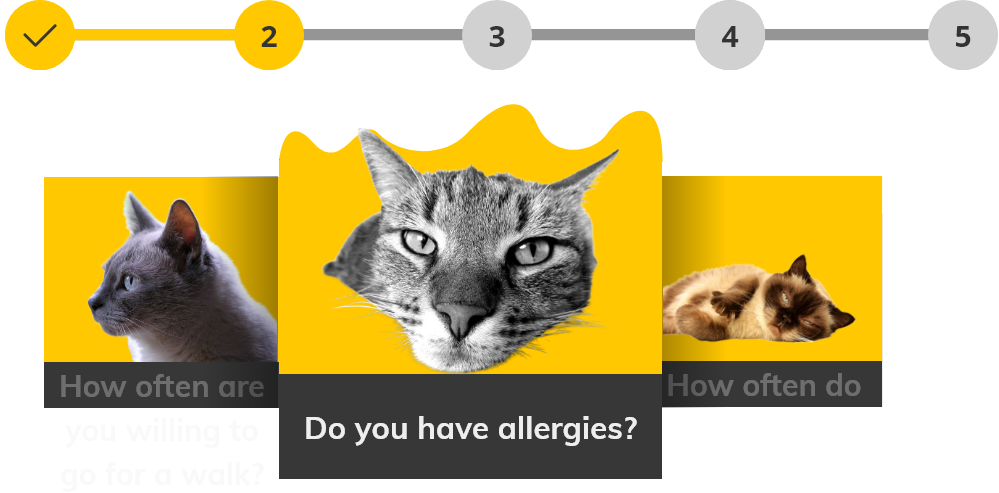 2
3
4
5
How often are
you willing to
go for a walk?
Do you have allergies?
How often do